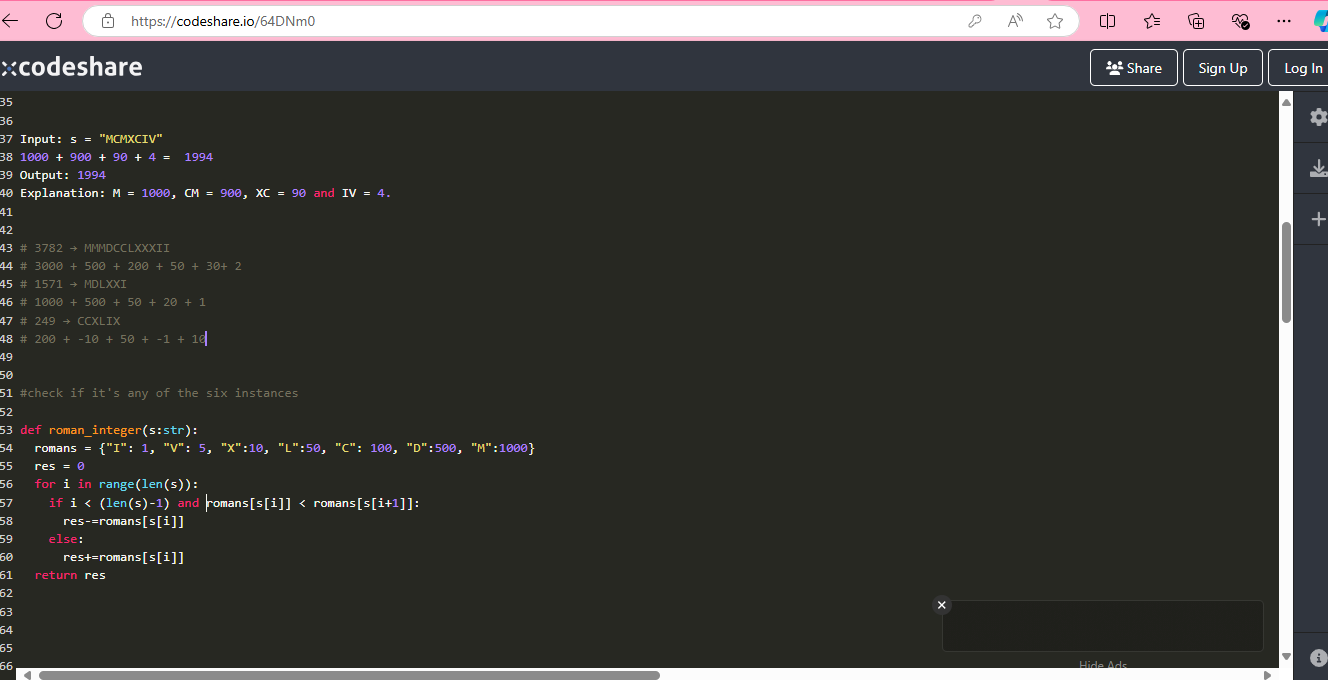 https://codeshare.io/64DNm0
codeshare
Share
Sign Up
Log In
35
36
37 Input: s = "MCMXCIV"
38 1000 + 900 + 90 + 4 =  1994
39 Output: 1994
40 Explanation: M = 1000, CM = 900, XC = 90 and IV = 4.
41
42
43 # 3782 → MMMDCCLXXXII
44 # 3000 + 500 + 200 + 50 + 30+ 2
45 # 1571 → MDLXXI
46 # 1000 + 500 + 50 + 20 + 1
47 # 249 → CCXLIX
48 # 200 + -10 + 50 + -1 + 10
49
50
51 #check if it's any of the six instances
52
53 def roman_integer(s:str):
54   romans = {"I": 1, "V": 5, "X":10, "L":50, "C": 100, "D":500, "M":1000}
55   res = 0
56   for i in range(len(s)):
57     if i < (len(s)-1) and romans[s[i]] < romans[s[i+1]]:
58       res-=romans[s[i]]
59     else:
60       res+=romans[s[i]]
61   return res
62
63
64
65
66
Hide Ads